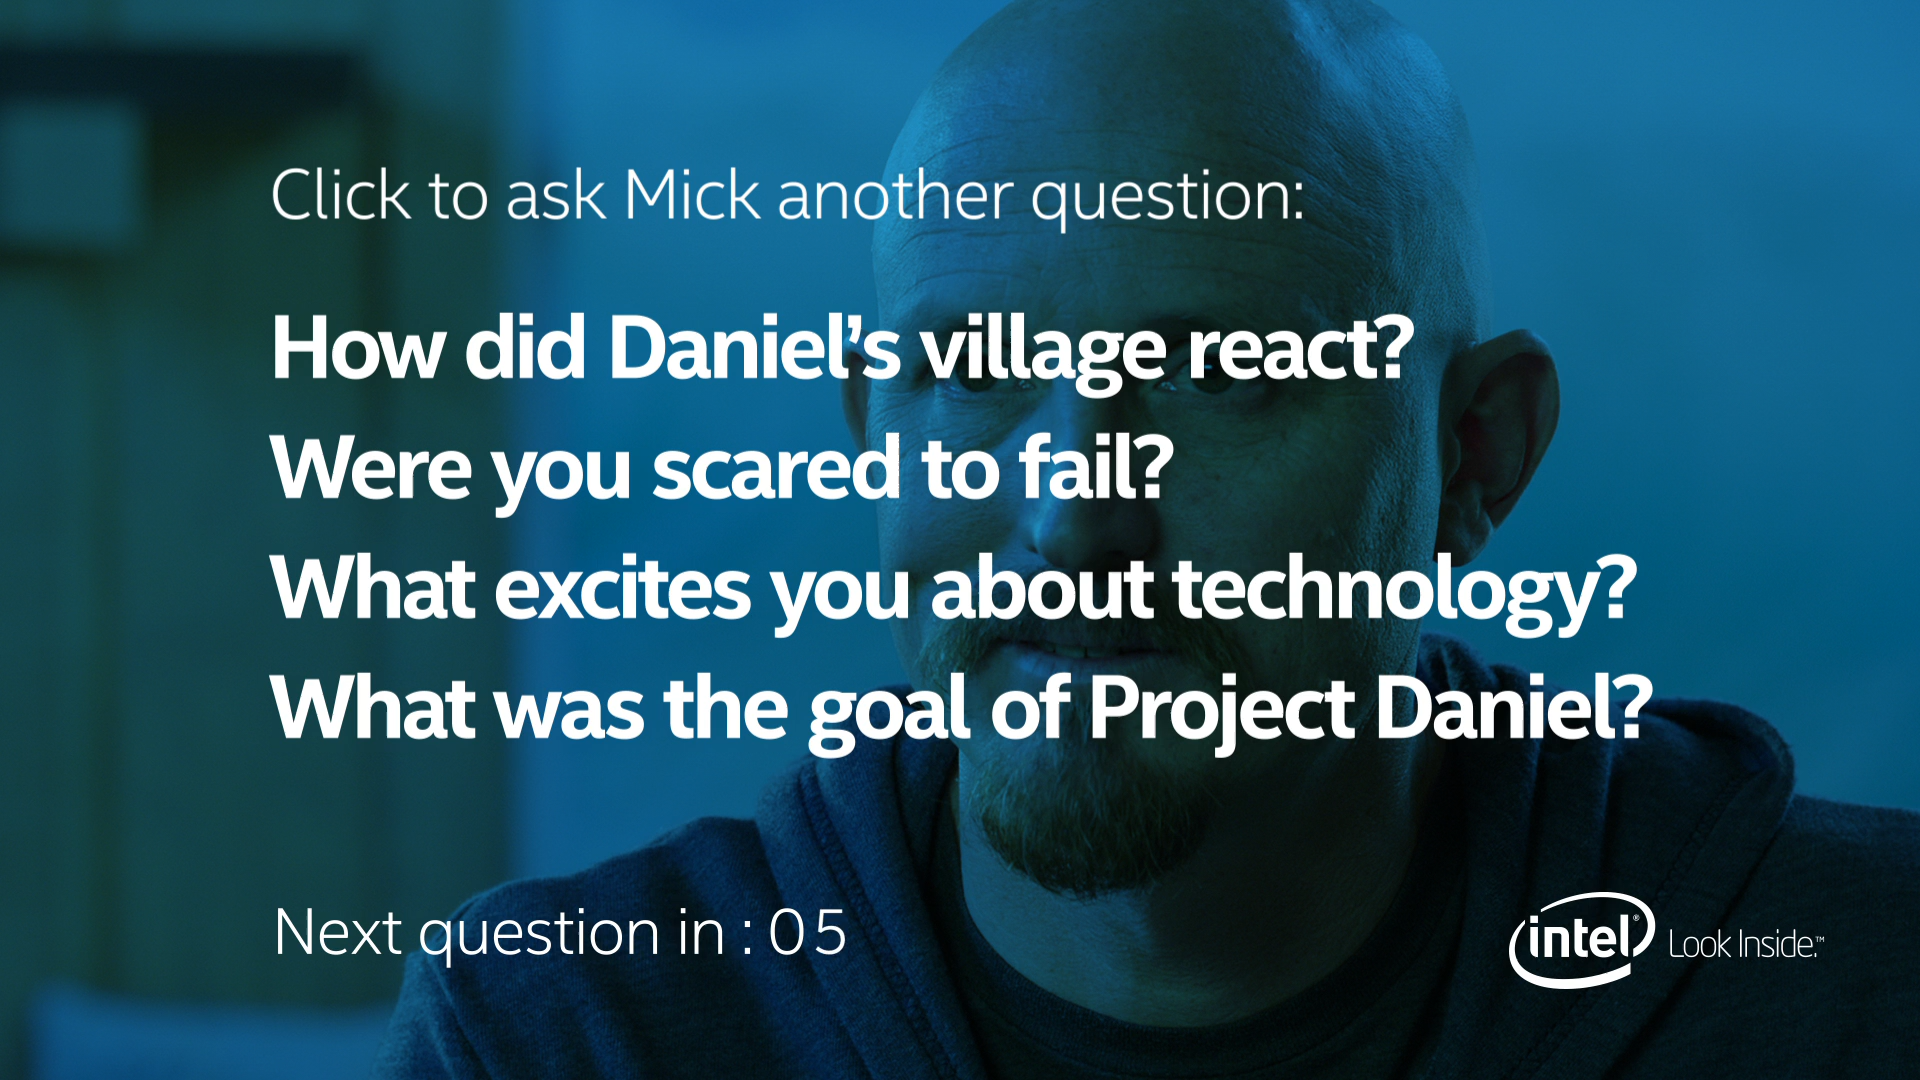 Click to ask Mick another question:
How did Daniel’s village react?
Were you scared to fail?
What excites you about technology?
What was the goal of Project Daniel?
Next question in : 05
intel® Look Inside.™